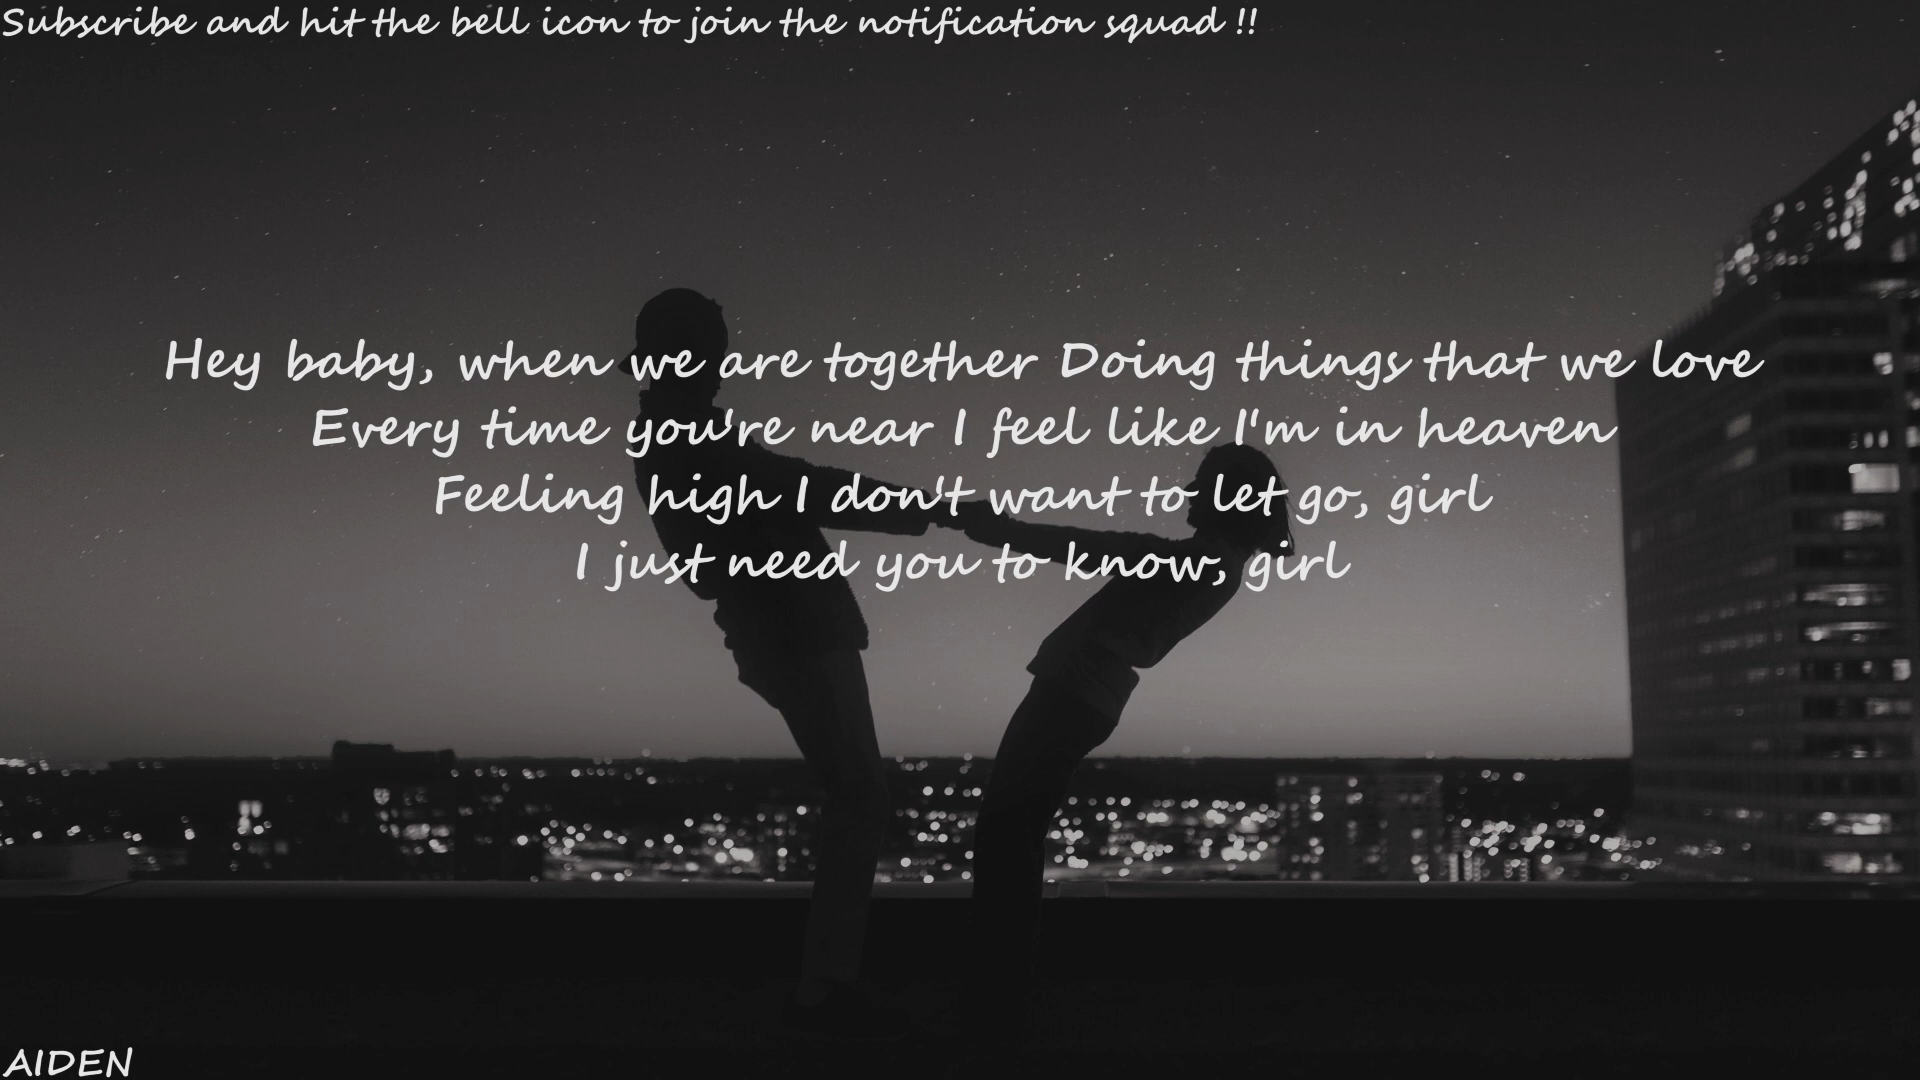 Subscribe and hit the bell icon to join the notification squad !!
Hey baby, when we are together Doing things that we love
Every time you're near I feel like I'm in heaven
Feeling high I don't want to let go, girl
I just need you to know, girl
AIDEN